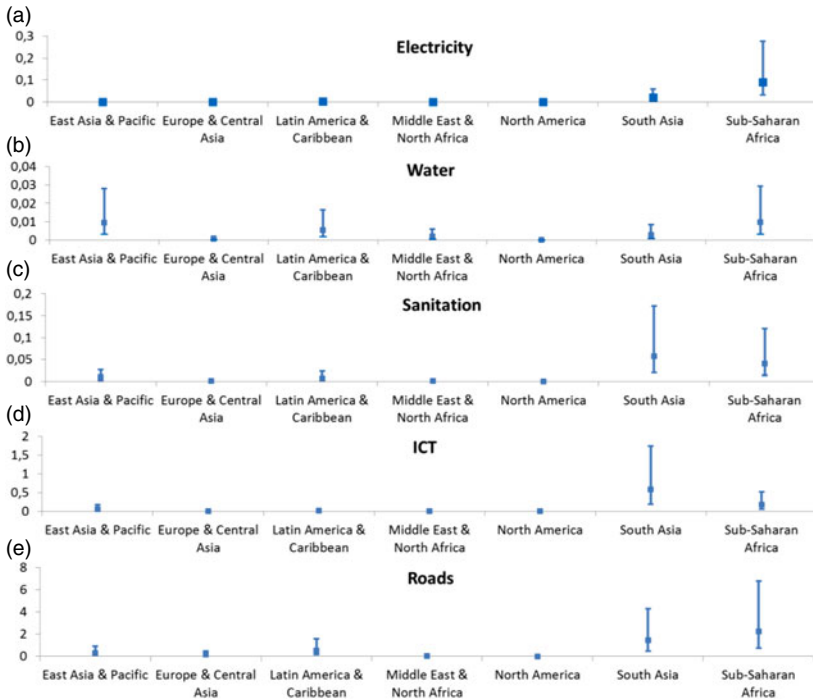 (a)
Electricity
0,3
0,2
0,1
0
East Asia & Pacific Europe & Central Latin America & Middle East North America South Asia Sub-Saharan
Asia Caribbean & North Africa Africa
(b)
Water
0,04
0,03
0,02
0,01
0
East Asia & Pacific Europe & Central Latin America & Middle East North America South Asia Sub-Saharan
Asia Caribbean & North Africa Africa
(c)
Sanitation
0,2
0,15
0,1
0,05
0
East Asia & Pacific Europe & Central Latin America & Middle East North America South Asia Sub-Saharan
Asia Caribbean & North Africa Africa
(d)
ICT
2
1,5
1
0,5
0
East Asia & Pacific Europe & Central Latin America & Middle East & North America South Asia Sub-Saharan
Asia Caribbean North Africa Africa
(e)
Roads
8
6
4
2
0
East Asia & Pacific Europe & Central Latin America & Middle East & North America South Asia Sub-Saharan
Asia Caribbean North Africa Africa